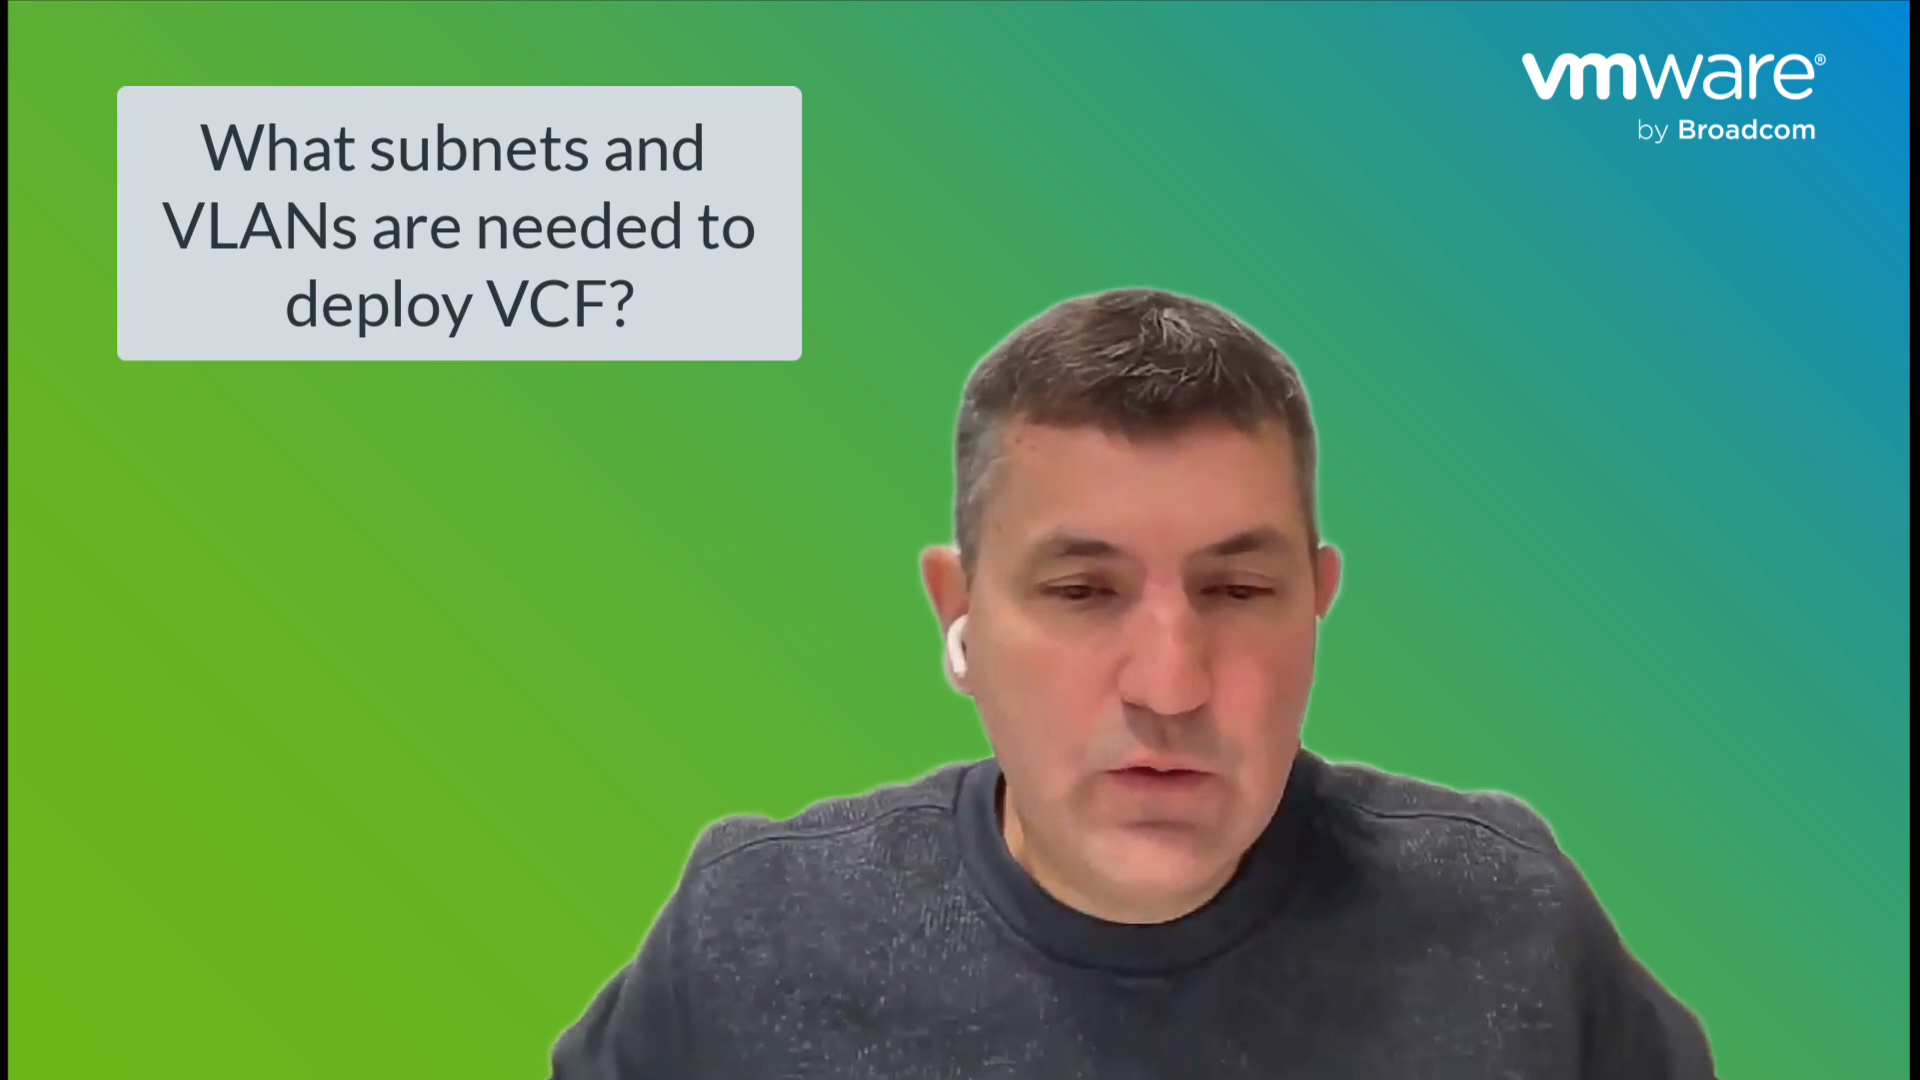 What subnets and
VLANs are needed to
deploy VCF?
vmware®
by Broadcom